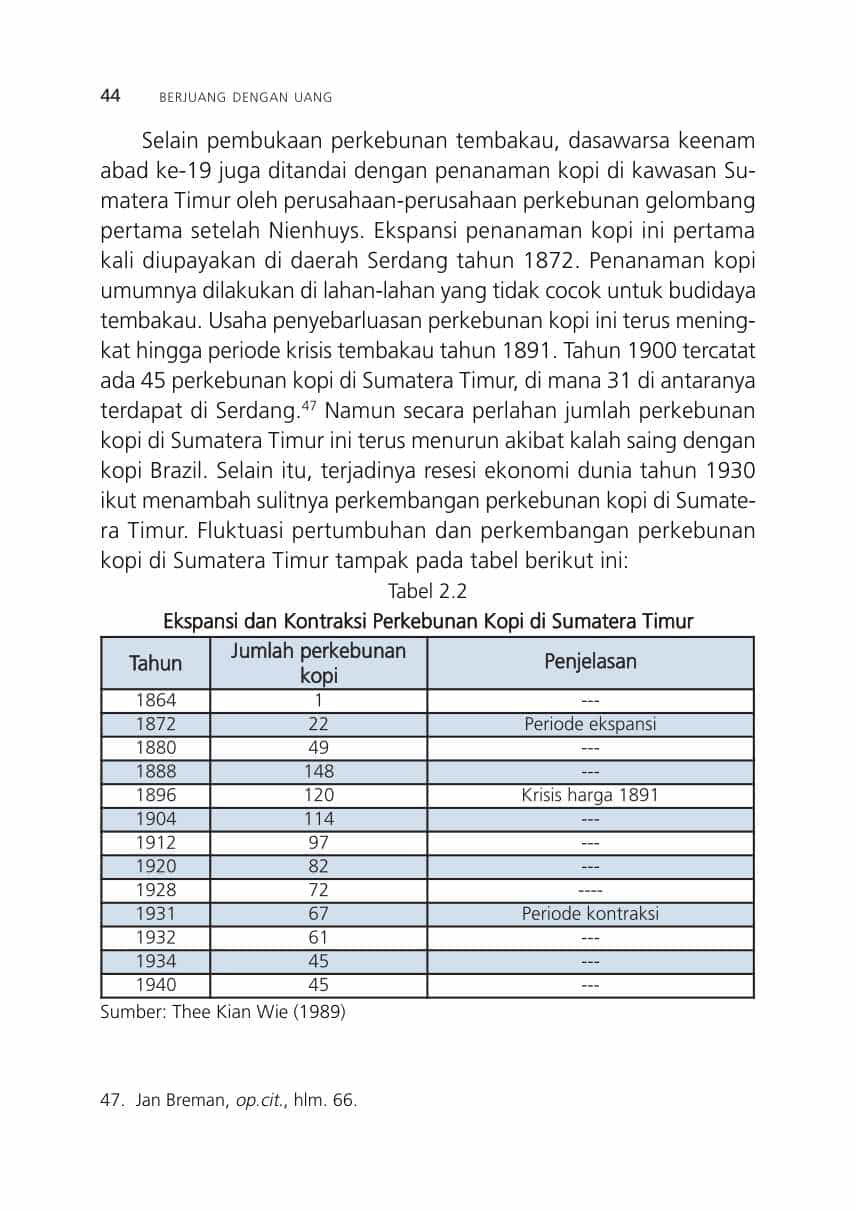 44 BERJUANG DENGAN UANG
Selain pembukaan perkebunan tembakau, dasawarsa keenam
abad ke-19 juga ditandai dengan penanaman kopi di kawasan Su-
matera Timur oleh perusahaan-perusahaan perkebunan gelombang
pertama setelah Nienhuys. Ekspansi penanaman kopi ini pertama
kali diupayakan di daerah Serdang tahun 1872. Penanaman kopi
umumnya dilakukan di lahan-lahan yang tidak cocok untuk budidaya
tembakau. Usaha penyebarluasan perkebunan kopi ini terus mening-
kat hingga periode krisis tembakau tahun 1891. Tahun 1900 tercatat
ada 45 perkebunan kopi di Sumatera Timur, di mana 31 di antaranya
terdapat di Serdang.47 Namun secara perlahan jumlah perkebunan
kopi di Sumatera Timur ini terus menurun akibat kalah saing dengan
kopi Brazil. Selain itu, terjadinya resesi ekonomi dunia tahun 1930
ikut menambah sulitnya perkembangan perkebunan kopi di Sumate-
ra Timur. Fluktuasi pertumbuhan dan perkembangan perkebunan
kopi di Sumatera Timur tampak pada tabel berikut ini:
Tabel 2.2
Ekspansi dan Kontraksi Perkebunan Kopi di Sumatera Timur
Tahun Jumlah perkebunan kopi Penjelasan
1864 1 ---
1872 22 Periode ekspansi
1880 49 ---
1888 148 ---
1896 120 Krisis harga 1891
1904 114 ---
1912 97 ---
1920 82 ---
1928 72 ----
1931 67 Periode kontraksi
1932 61 ---
1934 45 ---
1940 45 ---
Sumber: Thee Kian Wie (1989)
47. Jan Breman, op.cit., hlm. 66.